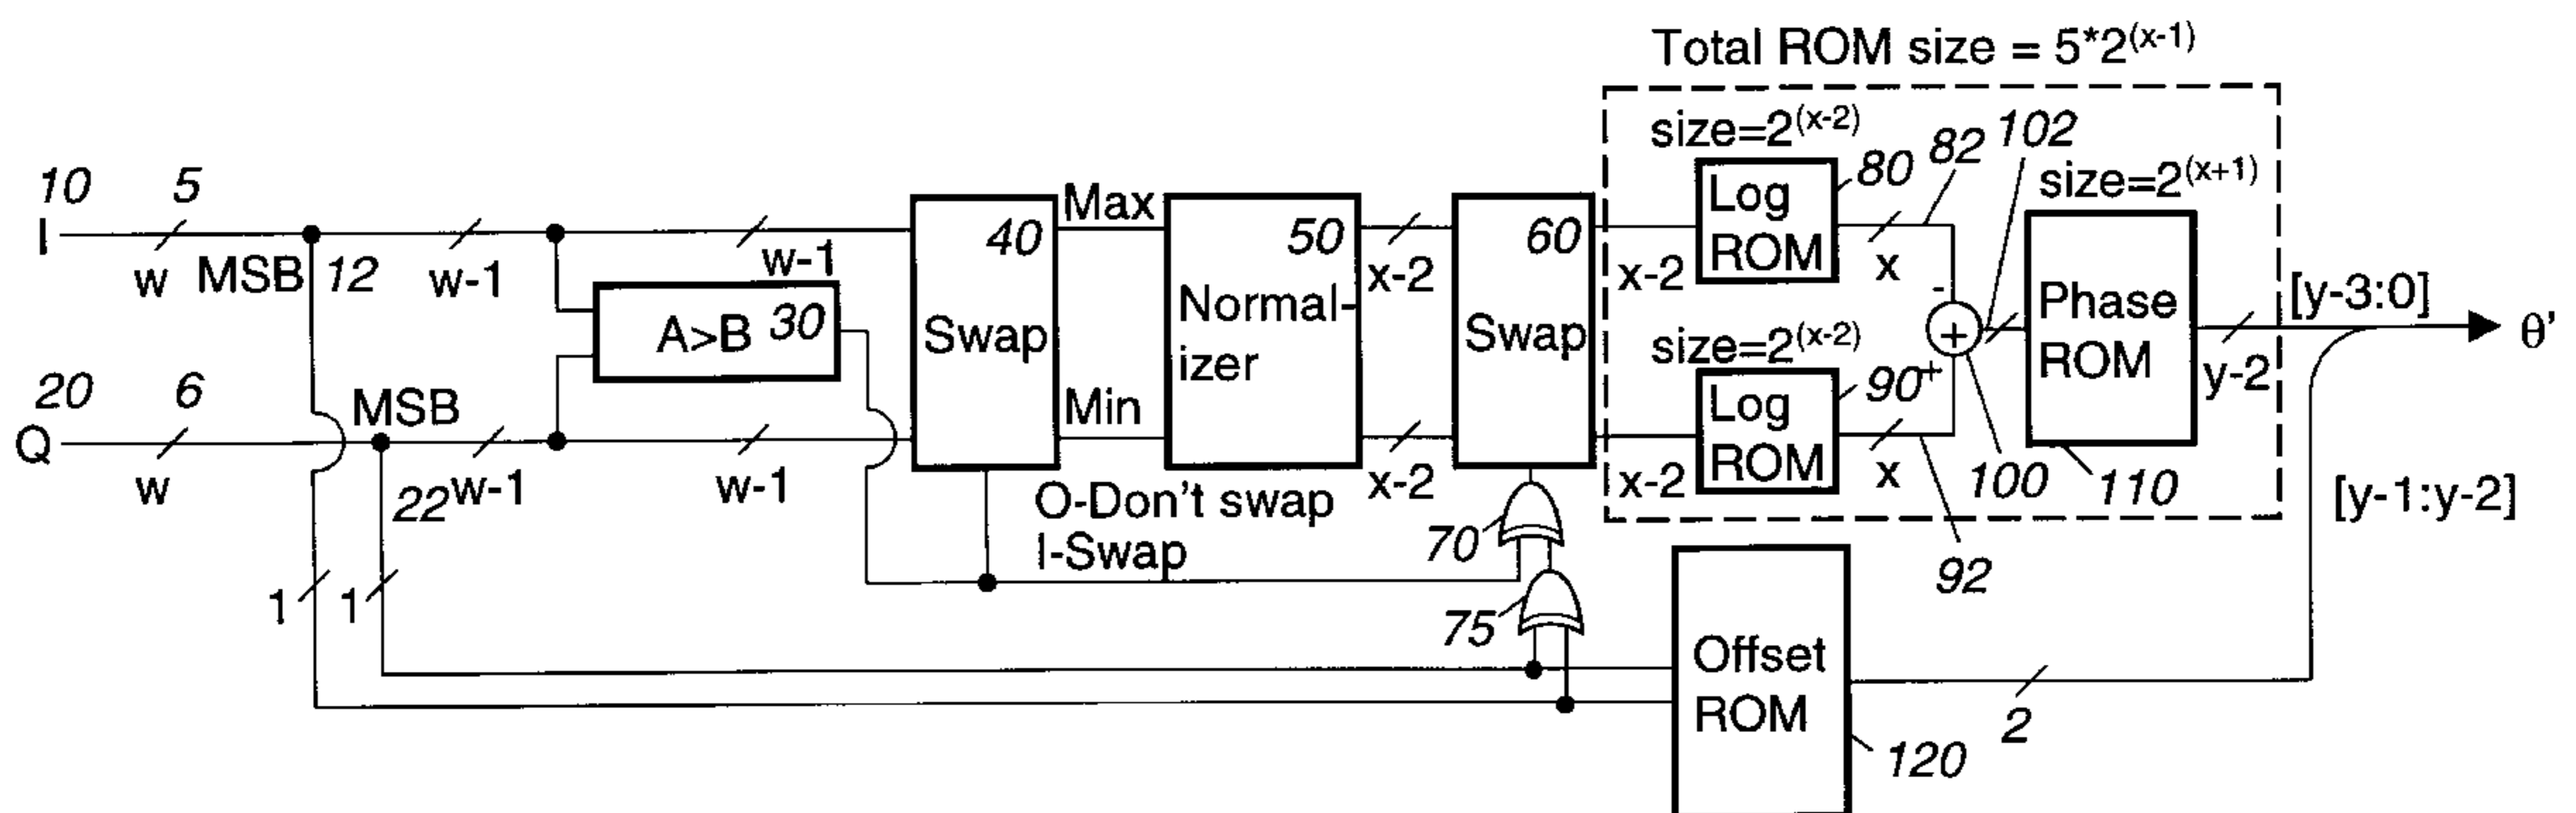 Total ROM size = 5*2^(x-1)
size=2^(x-2)
102
82
10
5
Log
ROM
80
size=2^(x+1)
I
w
MSB
12
w-1
w-1
Max
40
50
60
x-2
x-2
x
-
[y-3:0]
A>B
30
Swap
Normal-
izer
Swap
size=2^(x-2)
+
Phase
ROM
y-2
θ'
20
6
MSB
Min
Log
ROM
90
+
Q
w
22
w-1
w-1
x-2
x-2
x
100
110
[y-1:y-2]
O-Don't swap
I-Swap
70
92
1
1
75
Offset
ROM
2
120